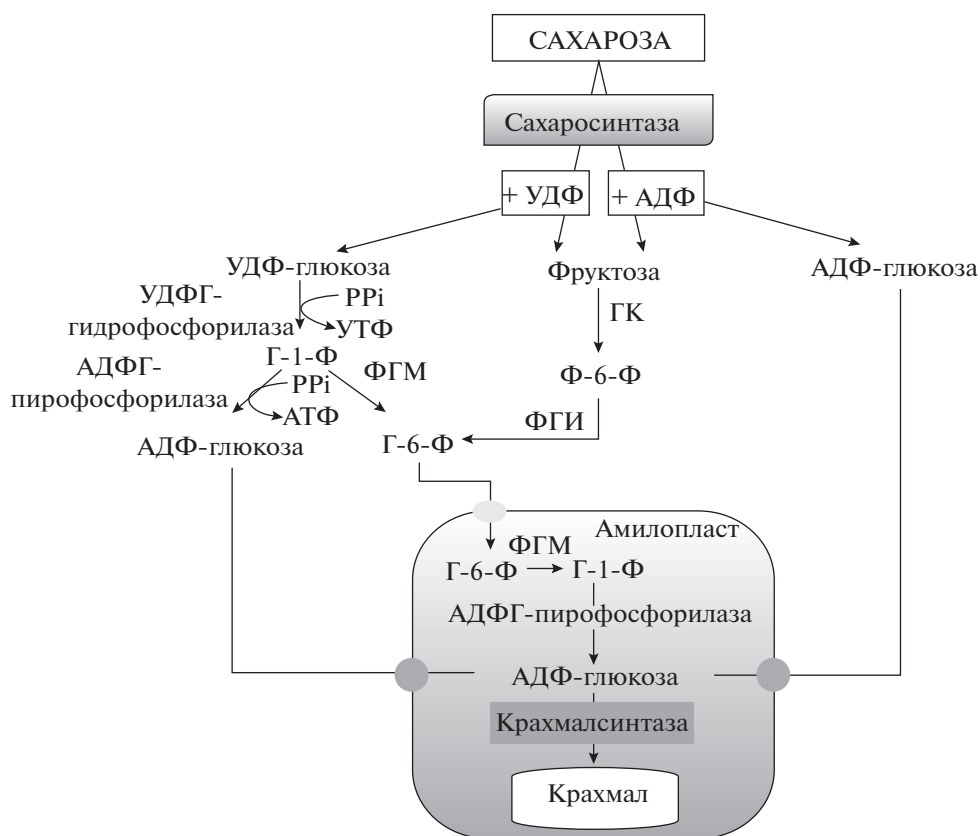 САХАРОЗА
Сахаросинтаза
+ УДФ
+ АДФ
УДФ-глюкоза
Фруктоза
АДФ-глюкоза
УДФГ-
гидрофосфорилаза
PPi
УТФ
ГК
Г-1-Ф
ФГМ
Ф-6-Ф
АДФГ-
пирофосфорилаза
PPi
АТФ
ФГИ
АДФ-глюкоза
Г-6-Ф
Амилопласт
ФГМ
Г-6-Ф
Г-1-Ф
АДФГ-пирофосфорилаза
АДФ-глюкоза
Крахмалсинтаза
Крахмал